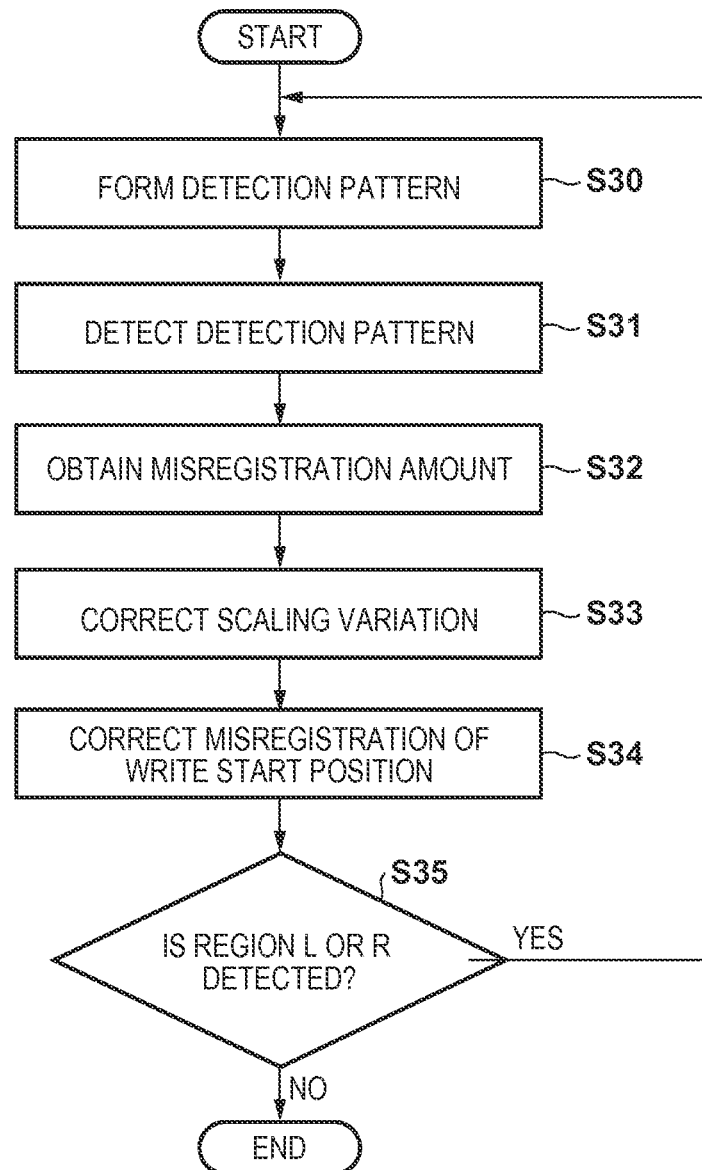 START
FORM DETECTION PATTERN
S30
DETECT DETECTION PATTERN
S31
OBTAIN MISREGISTRATION AMOUNT
S32
CORRECT SCALING VARIATION
S33
CORRECT MISREGISTRATION OF
WRITE START POSITION
S34
S35
IS REGION L OR R
DETECTED?
YES
NO
END